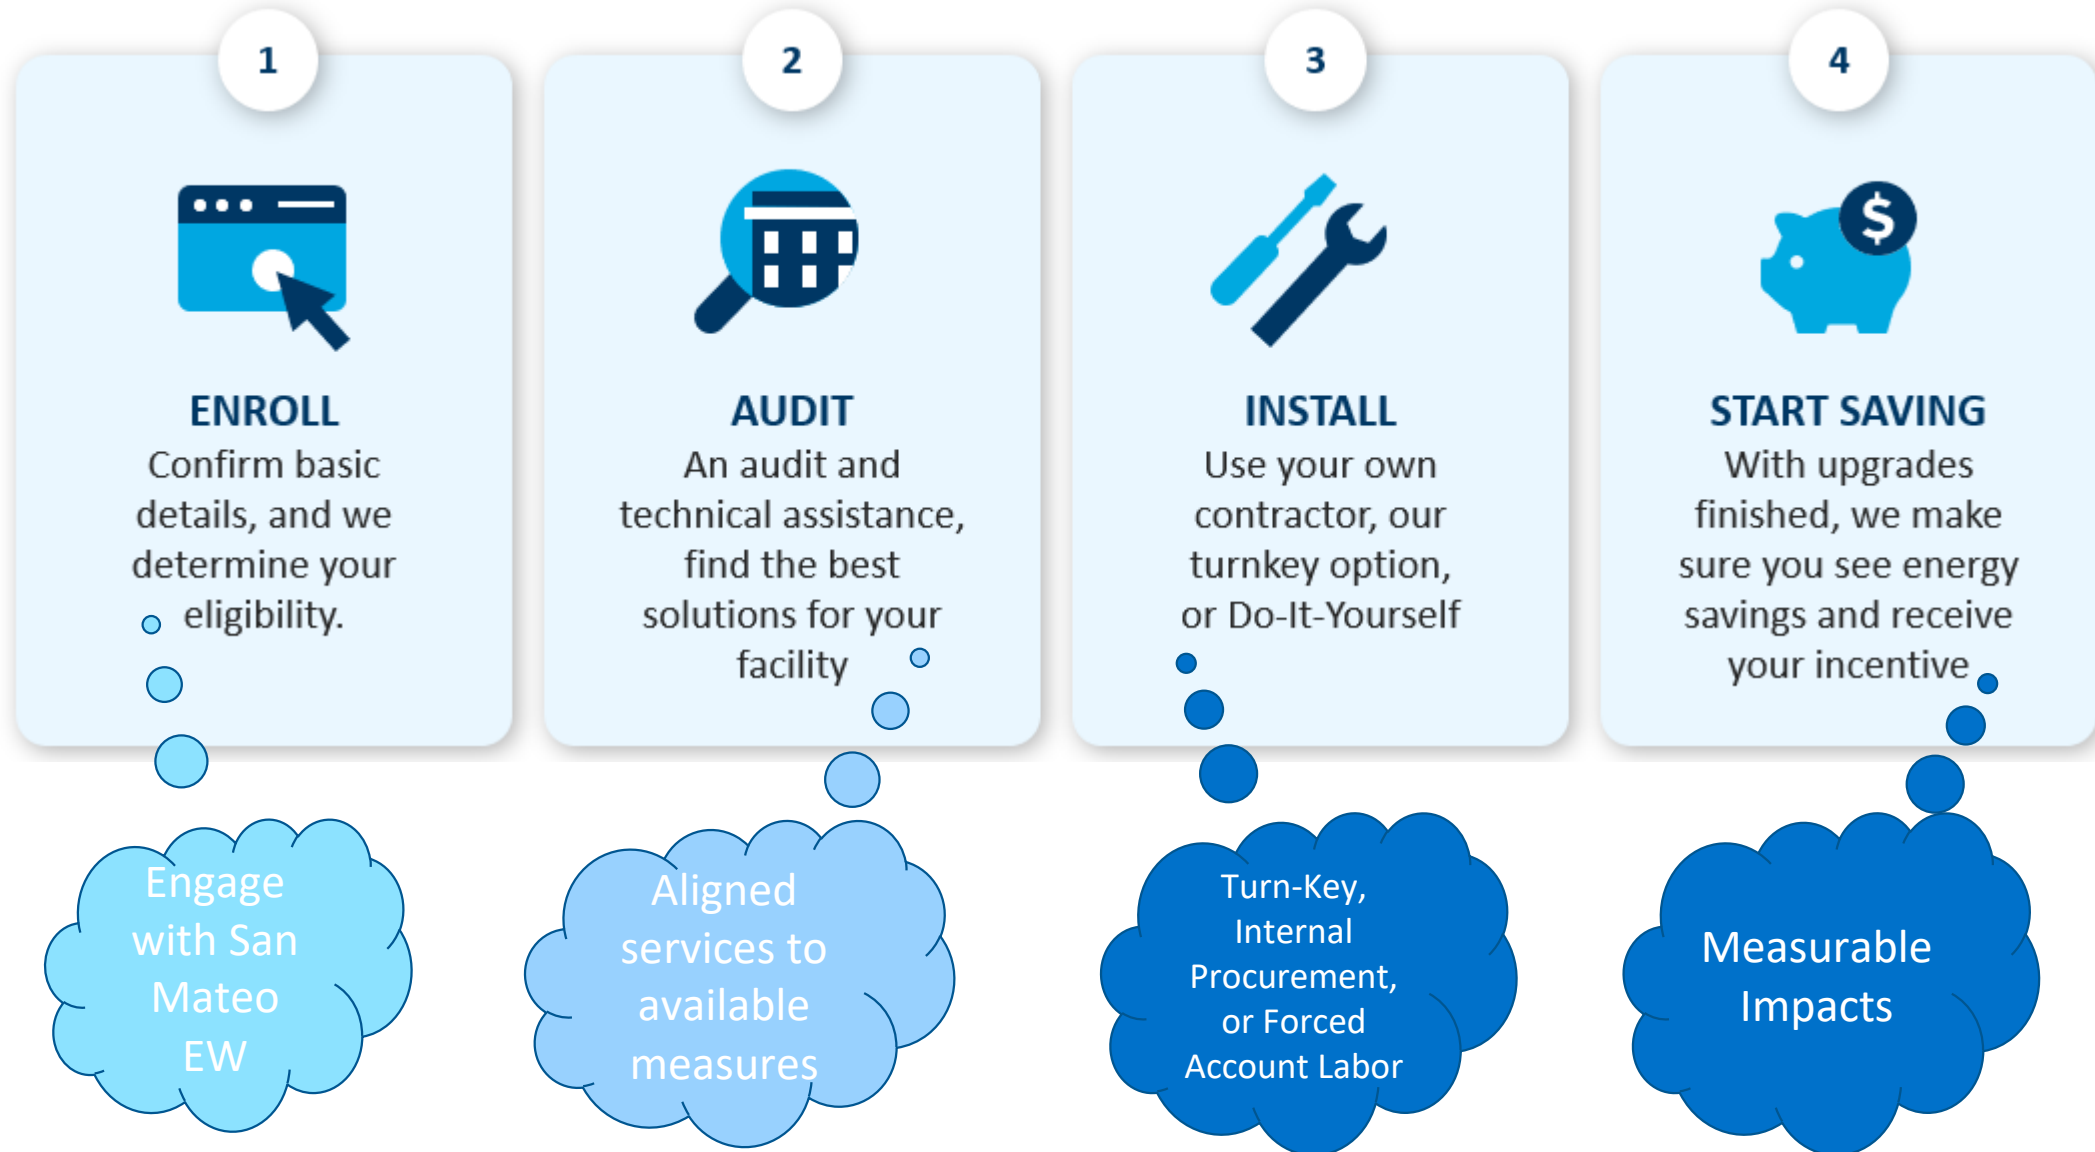 1
ENROLL
Confirm basic
details, and we
determine your
eligibility.
Engage
with San
Mateo
EW
2
AUDIT
An audit and
technical assistance,
find the best
solutions for your
facility
Aligned
services to
available
measures
3
INSTALL
Use your own
contractor, our
turnkey option,
or Do-It-Yourself
Turn-Key,
Internal
Procurement,
or Forced
Account Labor
4
$
START SAVING
With upgrades
finished, we make
sure you see energy
savings and receive
your incentive
Measurable
Impacts